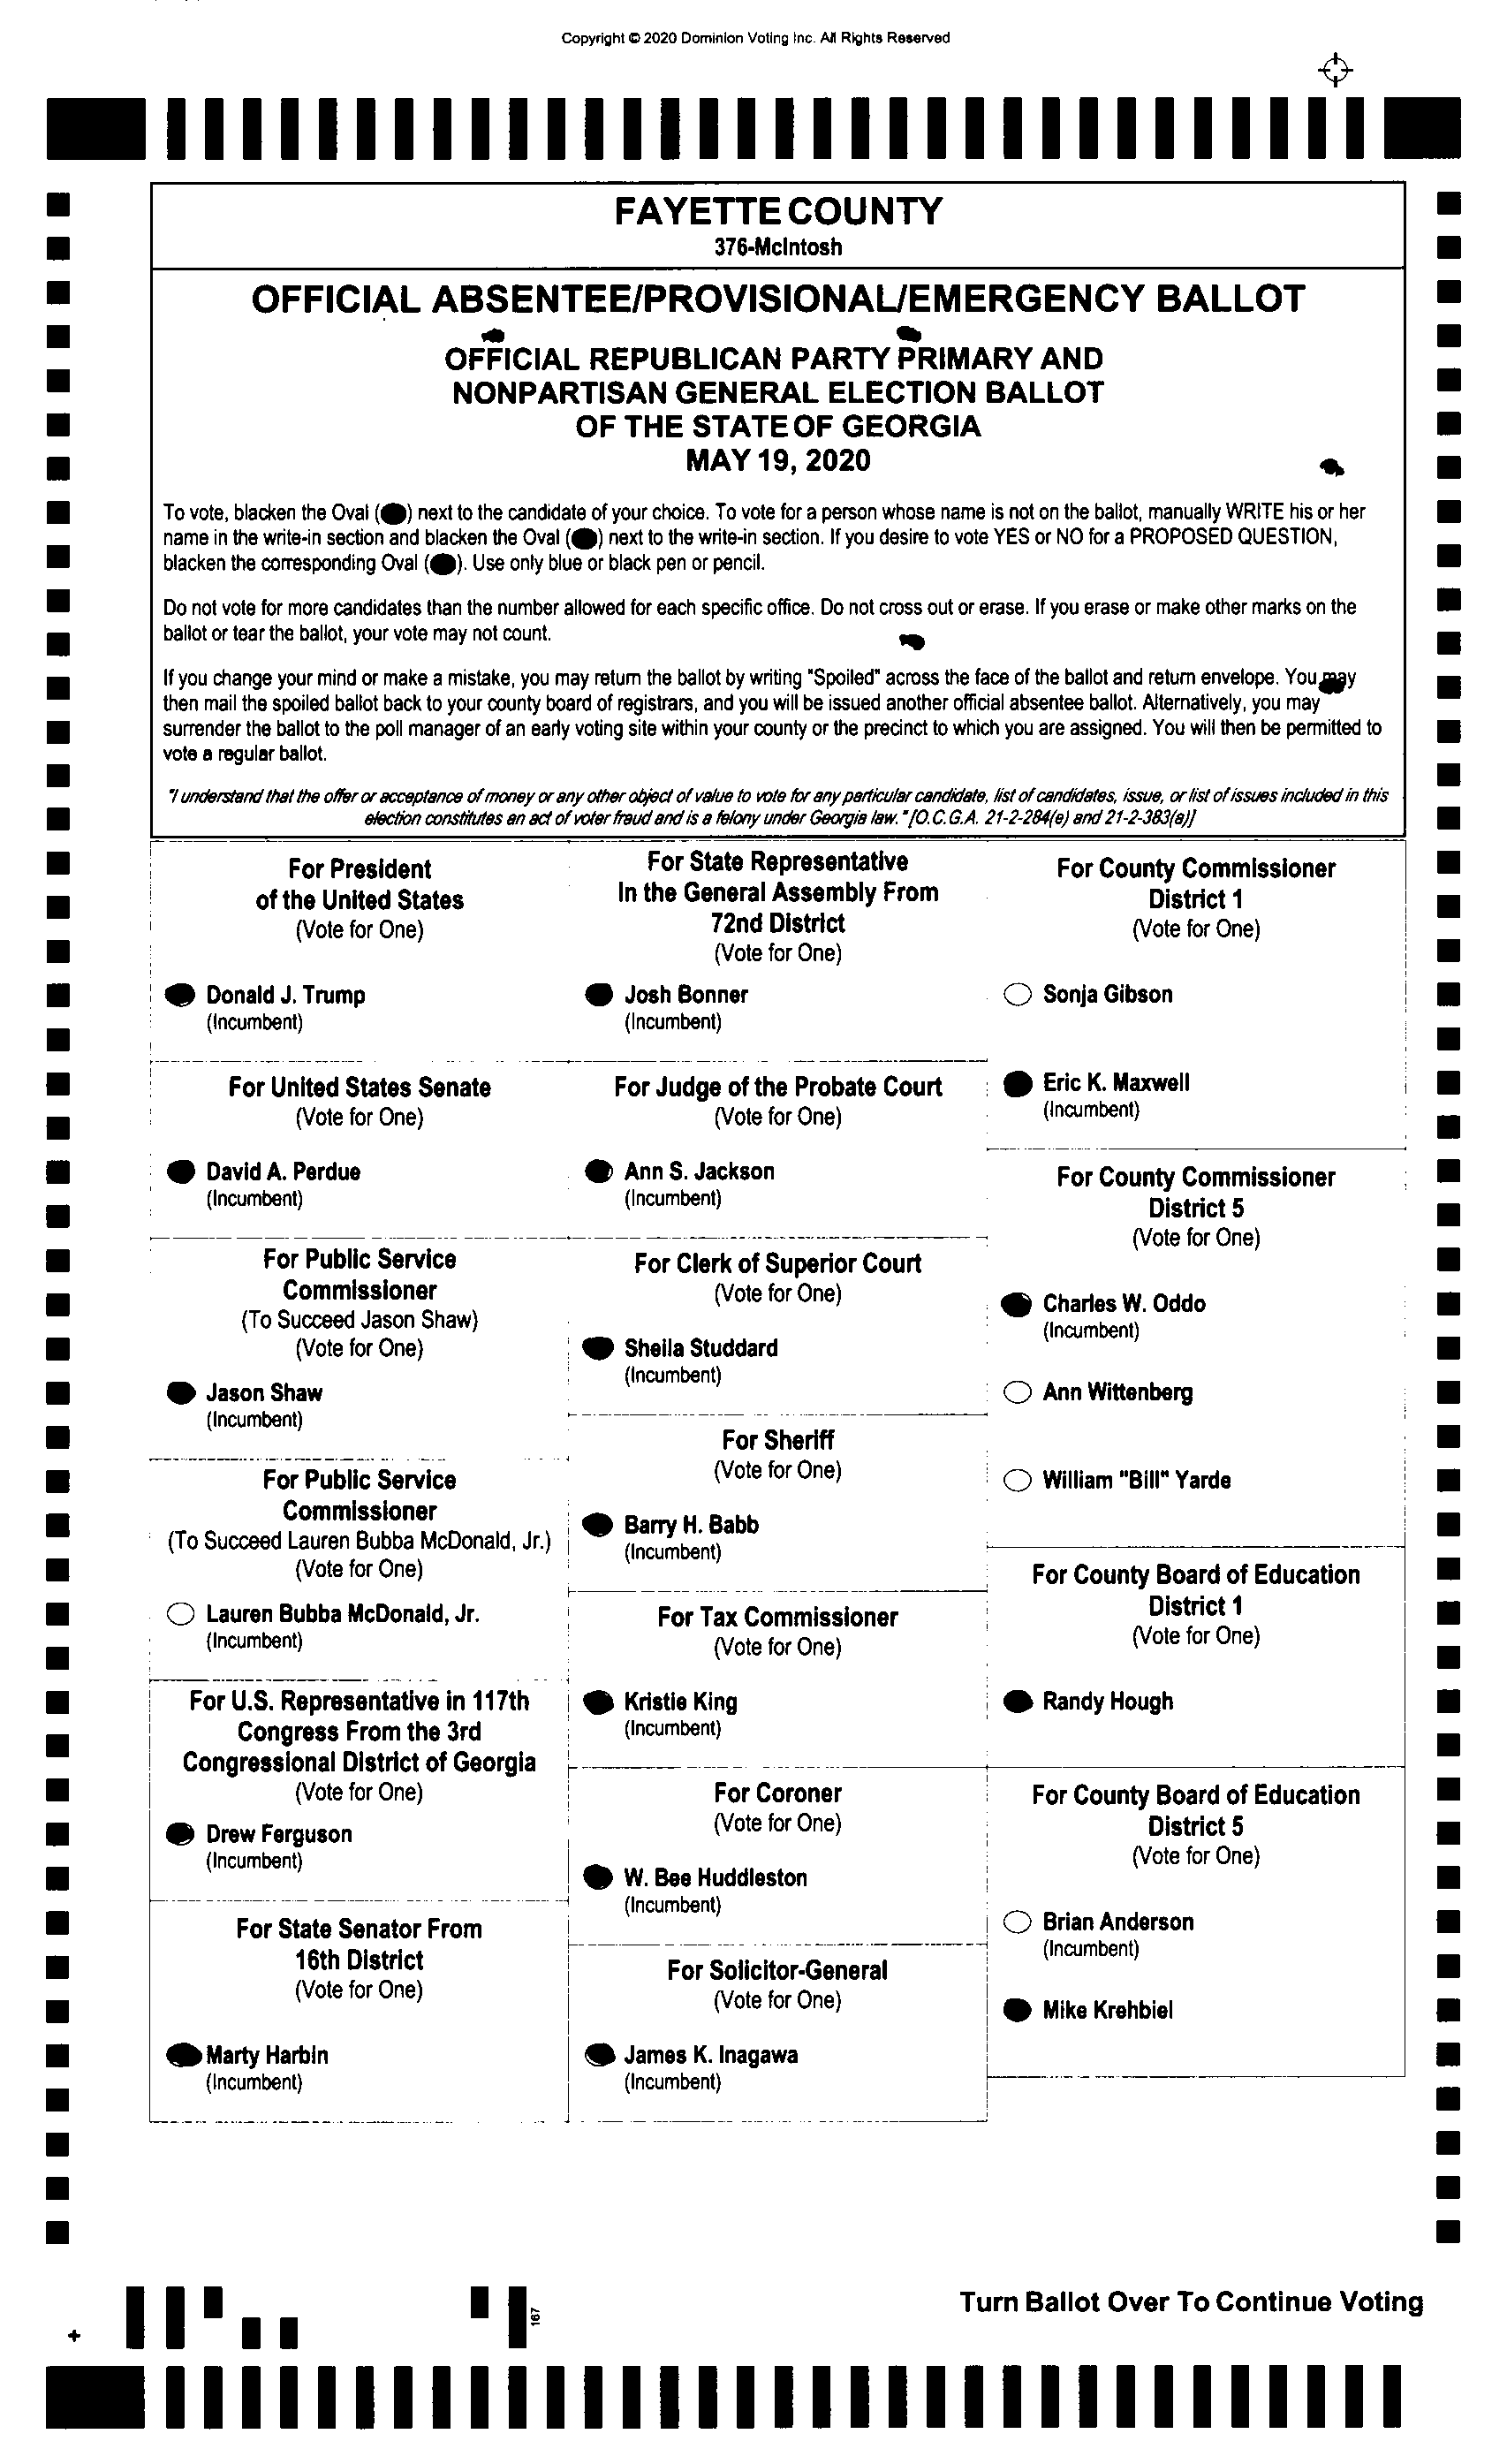 Copyright © 2020 Dominion Voting Inc. All Rights Reserved
FAYETTE COUNTY
376-McIntosh
OFFICIAL ABSENTEE/PROVISIONAL/EMERGENCY BALLOT
OFFICIAL REPUBLICAN PARTY PRIMARY AND
NONPARTISAN GENERAL ELECTION BALLOT
OF THE STATE OF GEORGIA
MAY 19, 2020
To vote, blacken the Oval ( ) next to the candidate of your choice. To vote for a person whose name is not on the ballot, manually WRITE his or her
name in the write-in section and blacken the Oval ( ) next to the write-in section. If you desire to vote YES or NO for a PROPOSED QUESTION,
blacken the corresponding Oval ( ). Use only blue or black pen or pencil.
Do not vote for more candidates than the number allowed for each specific office. Do not cross out or erase. If you erase or make other marks on the
ballot or tear the ballot, your vote may not count.
If you change your mind or make a mistake, you may return the ballot by writing "Spoiled" across the face of the ballot and return envelope. You may
then mail the spoiled ballot back to your county board of registrars, and you will be issued another official absentee ballot. Alternatively, you may
surrender the ballot to the poll manager of an early voting site within your county or the precinct to which you are assigned. You will then be permitted to
vote a regular ballot.
"I understand that the offer or acceptance of money or any other object of value to vote for any particular candidate, list of candidates, issue, or list of issues included in this
election constitutes an act of voter fraud and is a felony under Georgia law." [O.C.G.A. 21-2-284(e) and 21-2-383(a)]
For President
of the United States
(Vote for One)
Donald J. Trump
(Incumbent)
For United States Senate
(Vote for One)
David A. Perdue
(Incumbent)
For Public Service
Commissioner
(To Succeed Jason Shaw)
(Vote for One)
Jason Shaw
(Incumbent)
For Public Service
Commissioner
(To Succeed Lauren Bubba McDonald, Jr.)
(Vote for One)
Lauren Bubba McDonald, Jr.
(Incumbent)
For U.S. Representative in 117th
Congress From the 3rd
Congressional District of Georgia
(Vote for One)
Drew Ferguson
(Incumbent)
For State Senator From
16th District
(Vote for One)
Marty Harbin
(Incumbent)
For State Representative
In the General Assembly From
72nd District
(Vote for One)
Josh Bonner
(Incumbent)
For Judge of the Probate Court
(Vote for One)
Ann S. Jackson
(Incumbent)
For Clerk of Superior Court
(Vote for One)
Sheila Studdard
(Incumbent)
For Sheriff
(Vote for One)
Barry H. Babb
(Incumbent)
For Tax Commissioner
(Vote for One)
Kristie King
(Incumbent)
For Coroner
(Vote for One)
W. Bee Huddleston
(Incumbent)
For Solicitor-General
(Vote for One)
James K. Inagawa
(Incumbent)
For County Commissioner
District 1
(Vote for One)
Sonja Gibson
Eric K. Maxwell
(Incumbent)
For County Commissioner
District 5
(Vote for One)
Charles W. Oddo
(Incumbent)
Ann Wittenberg
William "Bill" Yarde
For County Board of Education
District 1
(Vote for One)
Randy Hough
For County Board of Education
District 5
(Vote for One)
Brian Anderson
(Incumbent)
Mike Krehbiel
Turn Ballot Over To Continue Voting
167